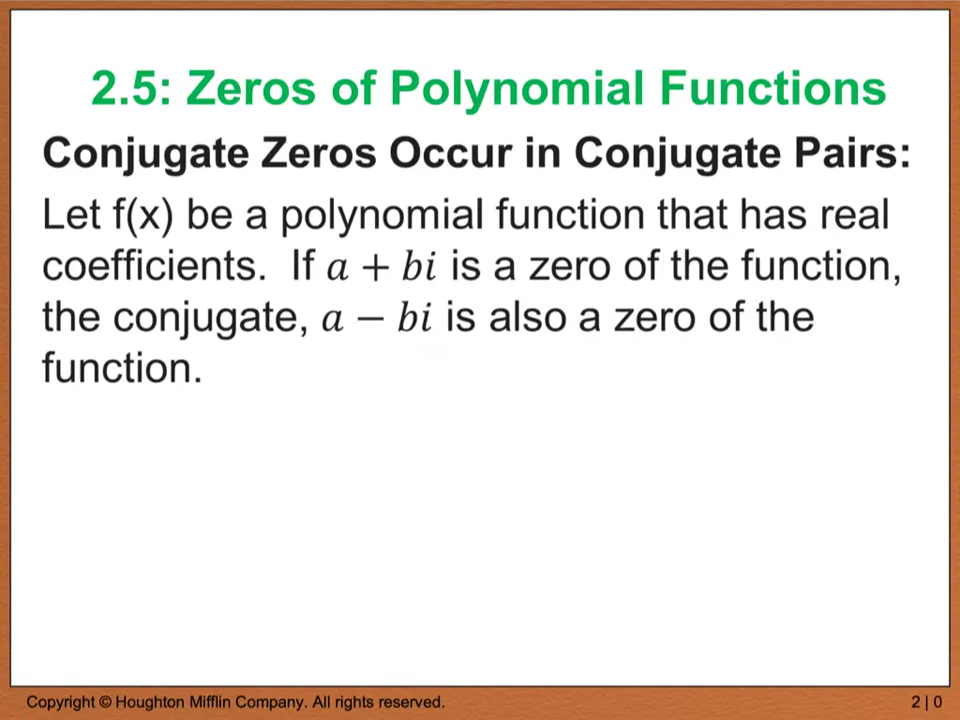 2.5: Zeros of Polynomial Functions
Conjugate Zeros Occur in Conjugate Pairs:
Let f(x) be a polynomial function that has real
coefficients. If a + bi is a zero of the function,
the conjugate, a − bi is also a zero of the
function.
Copyright © Houghton Mifflin Company. All rights reserved.
2 | 0